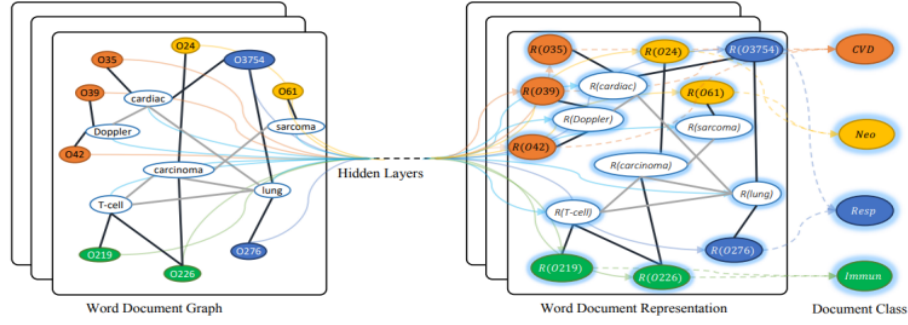 O24
O35
O3754
O39
cardiac
O61
Doppler
sarcoma
O42
carcinoma
T-cell
lung
O219
O226
O276
Word Document Graph
Hidden Layers
R(O35)
R(O24)
R(O3754)
R(O39)
R(cardiac)
R(O61)
R(Doppler)
R(sarcoma)
R(O42)
R(carcinoma)
R(T-cell)
R(lung)
R(O219)
R(O226)
R(O276)
Word Document Representation
CVD
Neo
Resp
Immun
Document Class